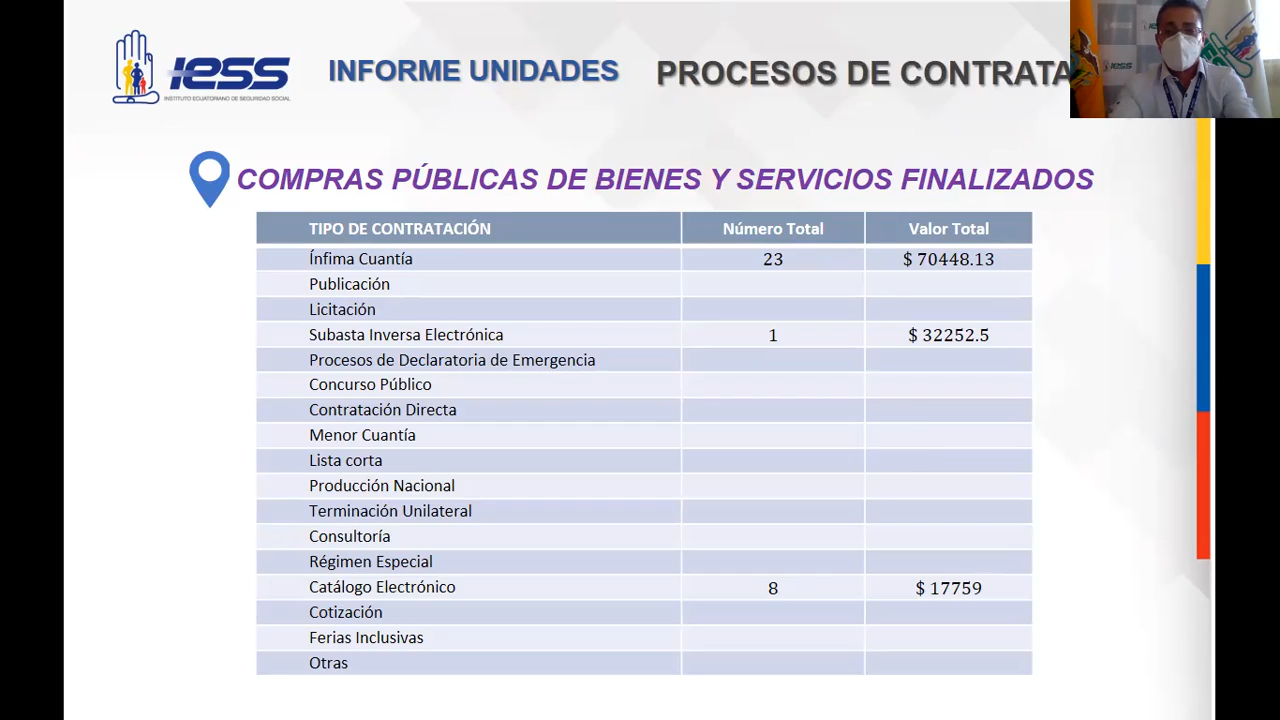 IESS
INSTITUTO ECUATORIANO DE SEGURIDAD SOCIAL
INFORME UNIDADES
PROCESOS DE CONTRATA
COMPRAS PÚBLICAS DE BIENES Y SERVICIOS FINALIZADOS
TIPO DE CONTRATACIÓN Número Total Valor Total
Ínfima Cuantía 23 $ 70448.13
Publicación
Licitación
Subasta Inversa Electrónica 1 $ 32252.5
Procesos de Declaratoria de Emergencia
Concurso Público
Contratación Directa
Menor Cuantía
Lista corta
Producción Nacional
Terminación Unilateral
Consultoría
Régimen Especial
Catálogo Electrónico 8 $ 17759
Cotización
Ferias Inclusivas
Otras